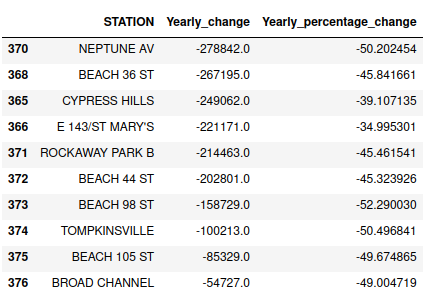 STATION Yearly_change Yearly_percentage_change
370 NEPTUNE AV -278842.0 -50.202454
368 BEACH 36 ST -267195.0 -45.841661
365 CYPRESS HILLS -249062.0 -39.107135
366 E 143/ST MARY'S -221171.0 -34.995301
371 ROCKAWAY PARK B -214463.0 -45.461541
372 BEACH 44 ST -202801.0 -45.323926
373 BEACH 98 ST -158729.0 -52.290030
374 TOMPKINSVILLE -100213.0 -50.496841
375 BEACH 105 ST -85329.0 -49.674865
376 BROAD CHANNEL -54727.0 -49.004719